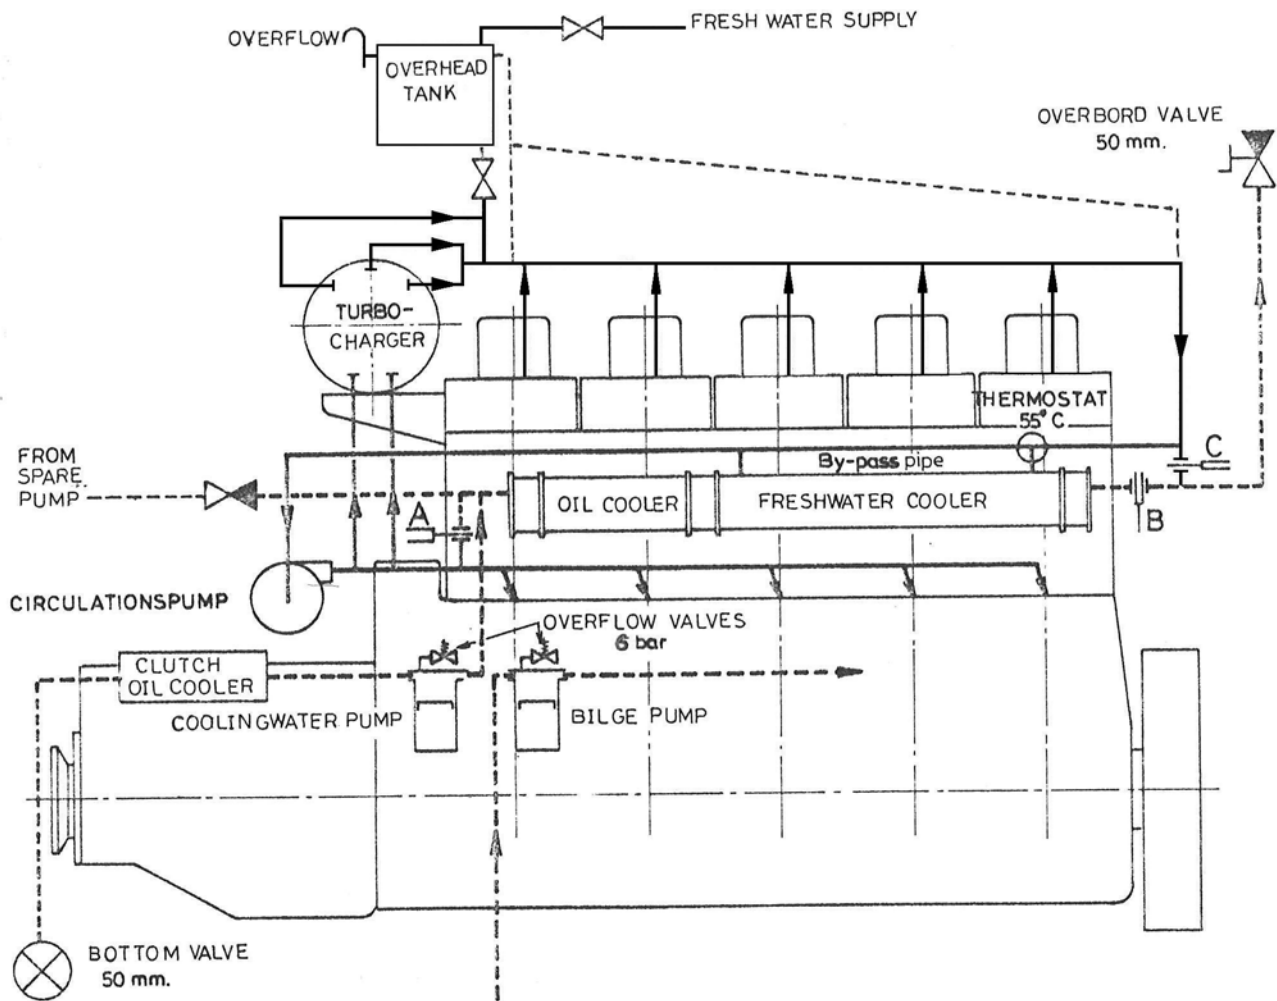 FRESH WATER SUPPLY
OVERFLOW
OVERHEAD
TANK
OVERBORD VALVE
50 mm.
TURBO-
CHARGER
THERMOSTAT
55°C
FROM
SPARE.
PUMP
By-pass pipe
C
OIL COOLER
FRESHWATER COOLER
A
B
CIRCULATIONSPUMP
OVERFLOW VALVES
6 bar
CLUTCH
OIL COOLER
COOLINGWATER PUMP
BILGE PUMP
BOTTOM VALVE
50 mm.